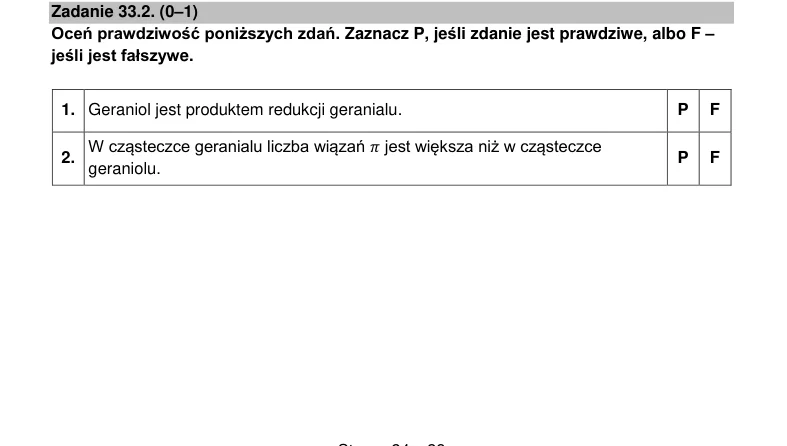 Zadanie 33.2. (0–1)
Oceń prawdziwość poniższych zdań. Zaznacz P, jeśli zdanie jest prawdziwe, albo F –
jeśli jest fałszywe.
1. Geraniol jest produktem redukcji geranialu. P F
2. W cząsteczce geranialu liczba wiązań π jest większa niż w cząsteczce
geraniolu. P F